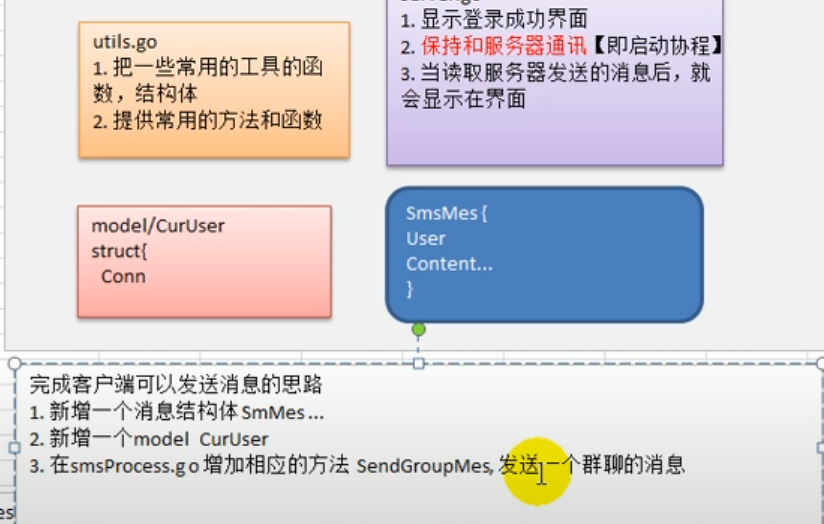 utils.go
1. 把一些常用的工具的函
数，结构体
2. 提供常用的方法和函数
1. 显示登录成功界面
2. 保持和服务器通讯【即启动协程】
3. 当读取服务器发送的消息后，就
会显示在界面
model/CurUser
struct{
Conn
SmsMes {
User
Content...
}
完成客户端可以发送消息的思路
1. 新增一个消息结构体SmMes...
2. 新增一个model CurUser
3. 在smsProcess.go 增加相应的方法 SendGroupMes, 发送一个群聊的消息
es